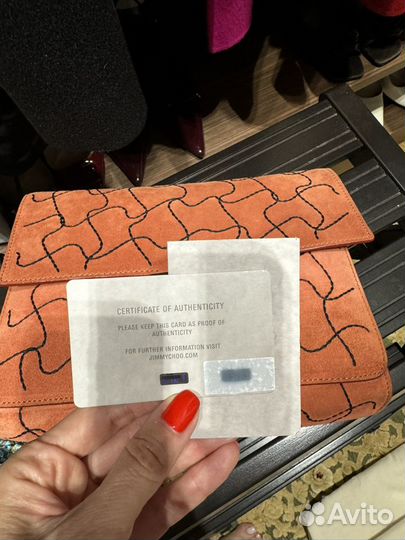 CERTIFICATE OF AUTHENTICITY
PLEASE KEEP THIS CARD AS PROOF OF
AUTHENTICITY
FOR FURTHER INFORMATION VISIT
JIMMYCHOO.COM
Avito